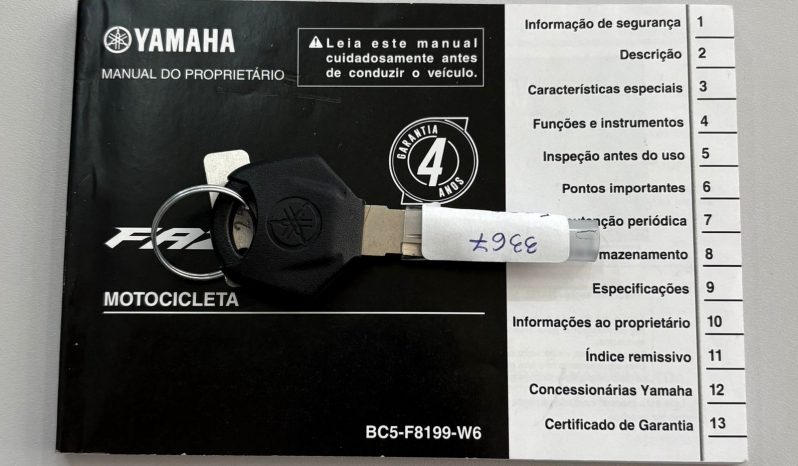 YAMAHA
MANUAL DO PROPRIETÁRIO
Leia este manual
cuidadosamente antes
de conduzir o veículo.
GARANTIA
4
ANOS
MOTOCICLETA
3367
BC5-F8199-W6
Informação de segurança 1
Descrição 2
Características especiais 3
Funções e instrumentos 4
Inspeção antes do uso 5
Pontos importantes 6
periódica 7
8
Especificações 9
Informações ao proprietário 10
Índice remissivo 11
Concessionárias Yamaha 12
Certificado de Garantia 13